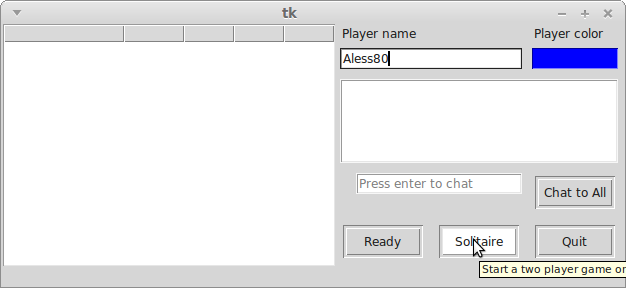 tk
Player name
Player color
Aless80
Press enter to chat
Chat to All
Ready
Solitaire
Quit
Start a two player game on